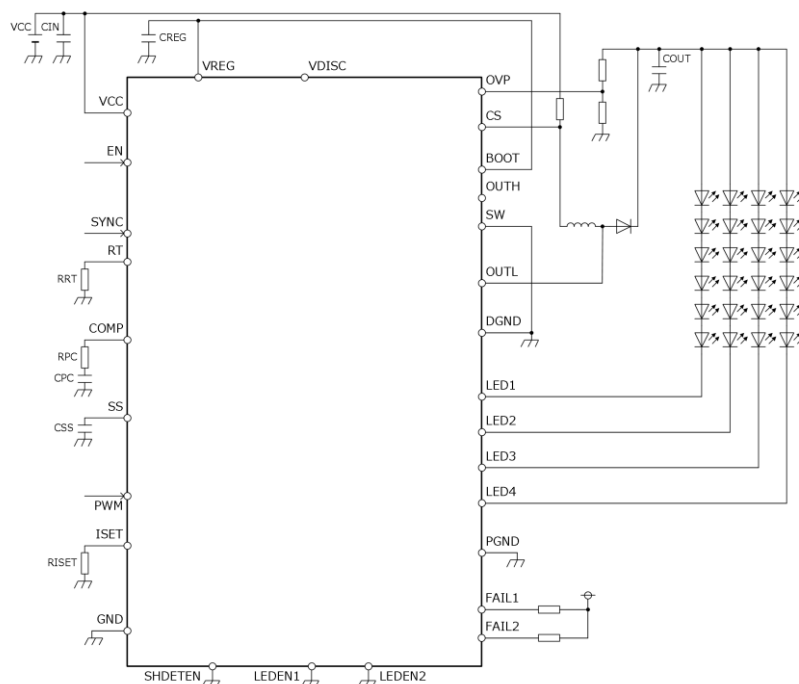 VCC CIN
CREG
COUT
VREG
VDISC
OVP
VCC
CS
EN
BOOT
OUTH
SYNC
SW
RT
RRT
OUTL
COMP
DGND
RPC
CPC
LED1
SS
CSS
LED2
LED3
LED4
PWM
ISET
RISET
PGND
FAIL1
GND
FAIL2
SHDETEN
LEDEN1
LEDEN2